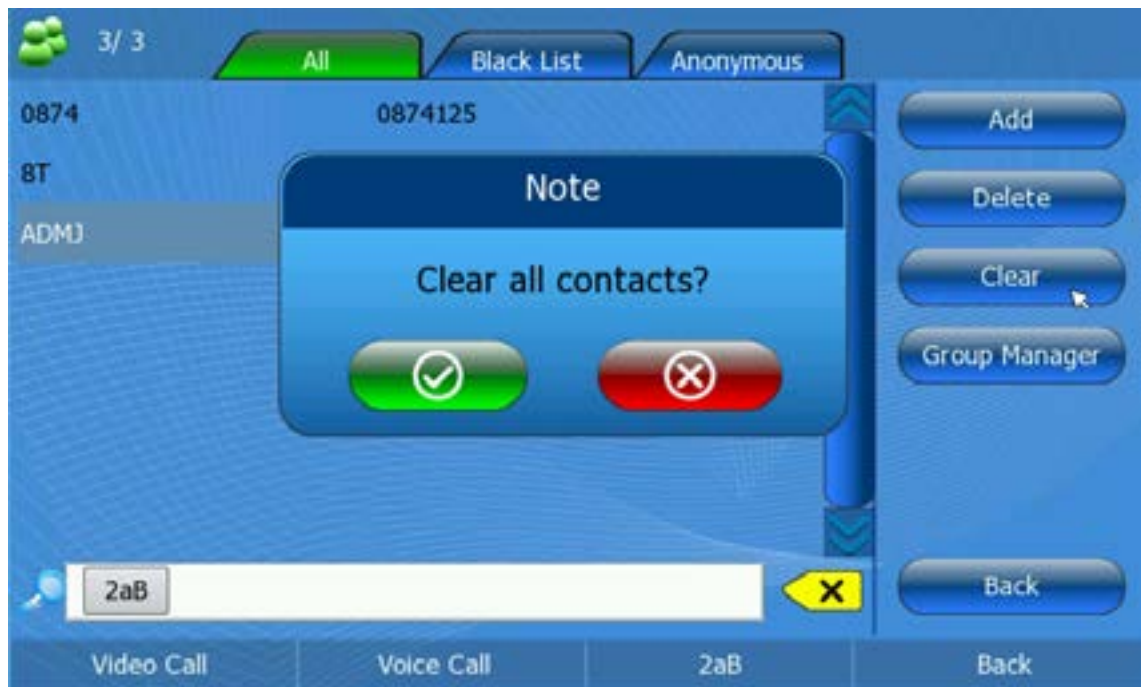 3/ 3
All
Black List
Anonymous
0874 0874125
8T
ADMJ
Note
Clear all contacts?
Add
Delete
Clear
Group Manager
2aB
Back
Video Call
Voice Call
2aB
Back